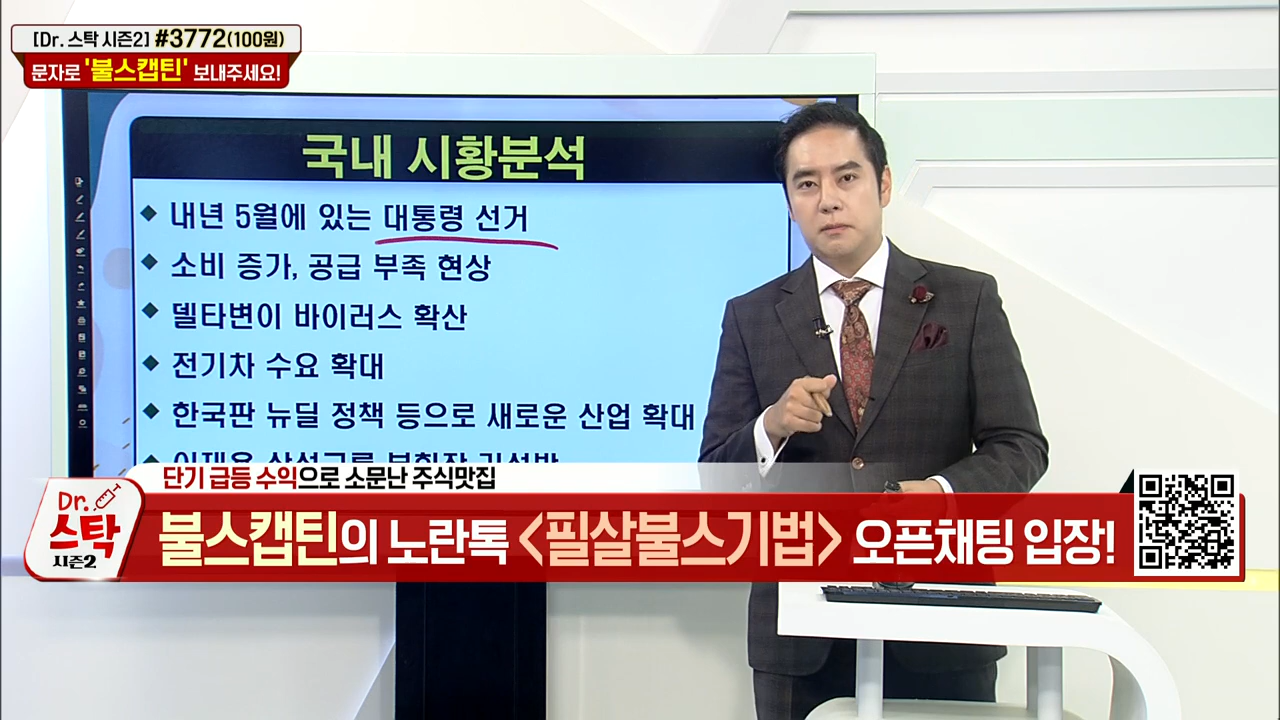 [Dr. 스탁 시즌2] #3772(100원)
문자로 '불스캡틴' 보내주세요!
국내 시황분석
내년 5월에 있는 대통령 선거
소비 증가, 공급 부족 현상
델타변이 바이러스 확산
전기차 수요 확대
한국판 뉴딜 정책 등으로 새로운 산업 확대
단기 급등 수익으로 소문난 주식맛집
Dr.
스탁
시즌2
불스캡틴의 노란톡 <필살불스기법> 오픈채팅 입장!